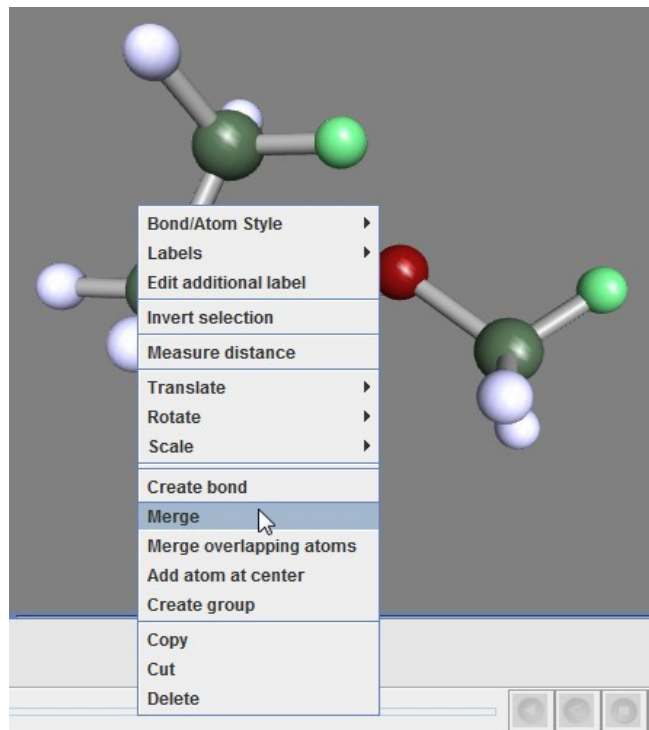 Bond/Atom Style
Labels
Edit additional label
Invert selection
Measure distance
Translate
Rotate
Scale
Create bond
Merge
Merge overlapping atoms
Add atom at center
Create group
Copy
Cut
Delete